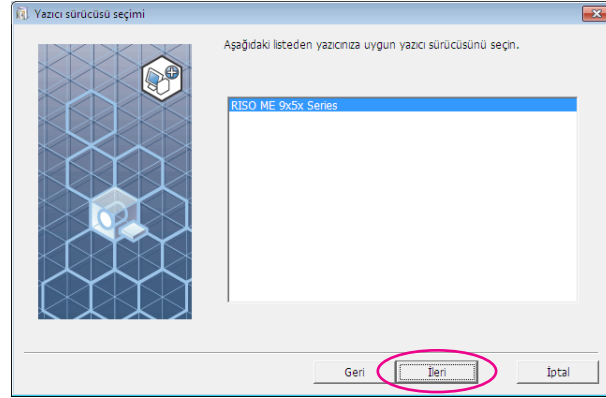 Yazıcı sürücüsü seçimi
Aşağıdaki listeden yazıcınıza uygun yazıcı sürücüsünü seçin.
RISO ME 9x5x Series
Geri İleri İptal